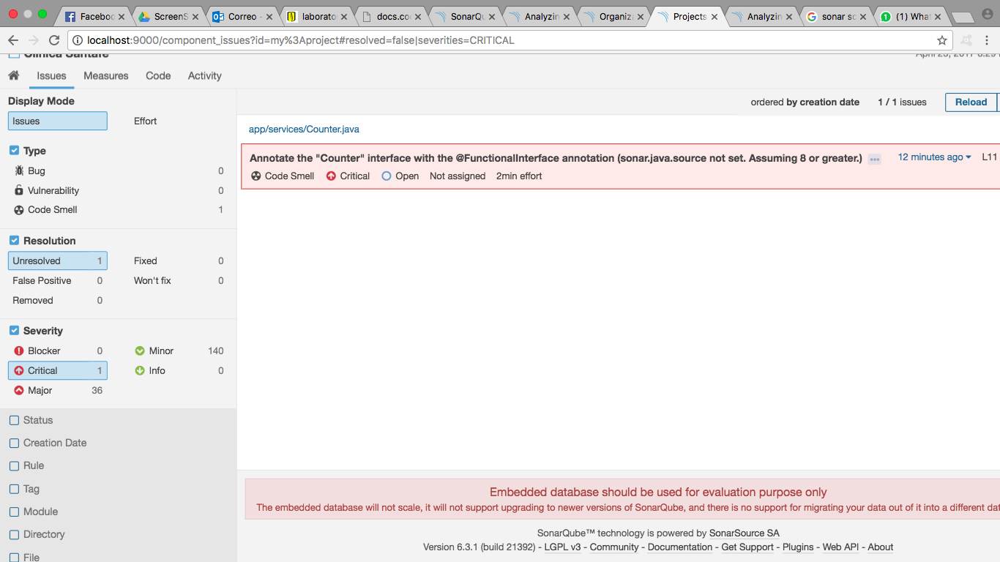 Faceboo
ScreenS
Correo -
laborato
docs.co
SonarQu
Analyzin
Organiza
Projects
Analyzin
sonar sc
(1) Wha
localhost:9000/component_issues?id=my%3Aproject#resolved=false|severities=CRITICAL
Issues Measures Code Activity
Display Mode
Issues Effort
Type
Bug 0
Vulnerability 0
Code Smell 1
Resolution
Unresolved 1 Fixed 0
False Positive 0 Won't fix 0
Removed 0
Severity
Blocker 0 Minor 140
Critical 1 Info 0
Major 36
Status
Creation Date
Rule
Tag
Module
Directory
File
ordered by creation date 1 / 1 issues Reload
app/services/Counter.java
Annotate the "Counter" interface with the @FunctionalInterface annotation (sonar.java.source not set. Assuming 8 or greater.) ••• 12 minutes ago L11
Code Smell Critical Open Not assigned 2min effort
Embedded database should be used for evaluation purpose only
The embedded database will not scale, it will not support upgrading to newer versions of SonarQube, and there is no support for migrating your data out of it into a different dat
SonarQube™ technology is powered by SonarSource SA
Version 6.3.1 (build 21392) - LGPL v3 - Community - Documentation - Get Support - Plugins - Web API - About